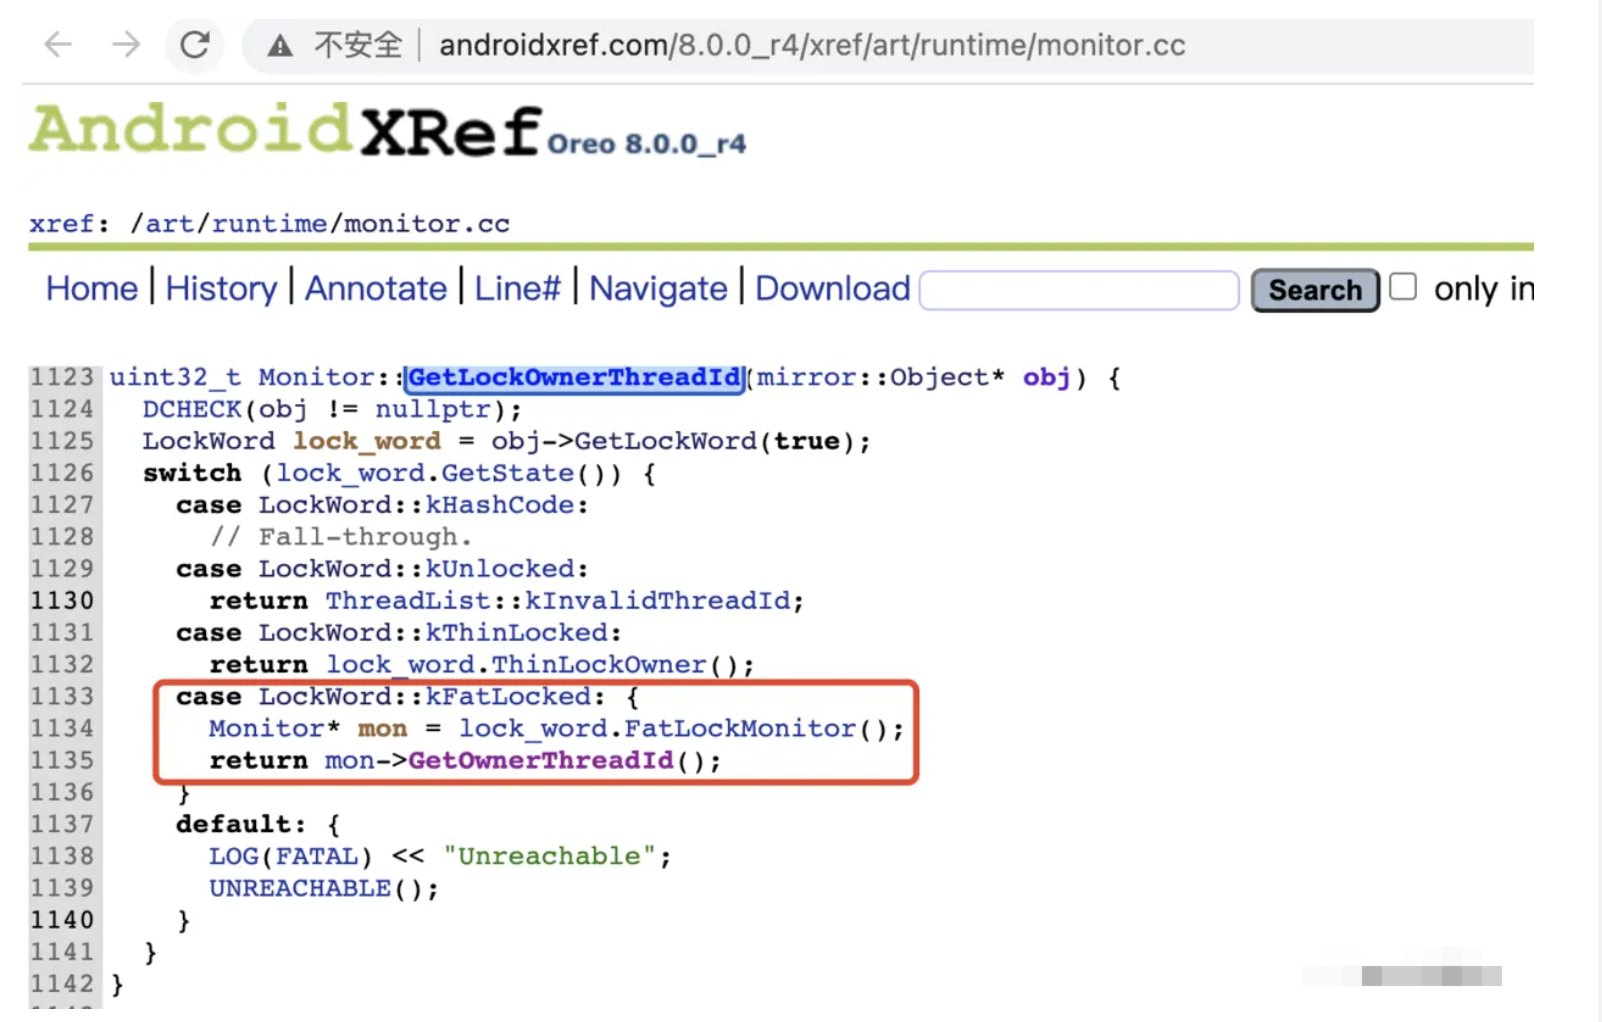 不安全 androidxref.com/8.0.0_r4/xref/art/runtime/monitor.cc
AndroidXRef Oreo 8.0.0_r4
xref: /art/runtime/monitor.cc
Home | History | Annotate | Line# | Navigate | Download Search only in
1123 uint32_t Monitor::GetLockOwnerThreadId(mirror::Object* obj) {
1124   DCHECK(obj != nullptr);
1125   LockWord lock_word = obj->GetLockWord(true);
1126   switch (lock_word.GetState()) {
1127     case LockWord::kHashCode:
1128       // Fall-through.
1129     case LockWord::kUnlocked:
1130       return ThreadList::kInvalidThreadId;
1131     case LockWord::kThinLocked:
1132       return lock_word.ThinLockOwner();
1133     case LockWord::kFatLocked: {
1134       Monitor* mon = lock_word.FatLockMonitor();
1135       return mon->GetOwnerThreadId();
1136     }
1137     default: {
1138       LOG(FATAL) << "Unreachable";
1139       UNREACHABLE();
1140     }
1141   }
1142 }